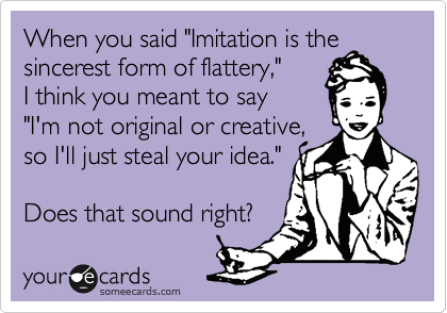 When you said "Imitation is the
sincerest form of flattery,"
I think you meant to say
"I'm not original or creative,
so I'll just steal your idea."
Does that sound right?
your e cards
someecards.com